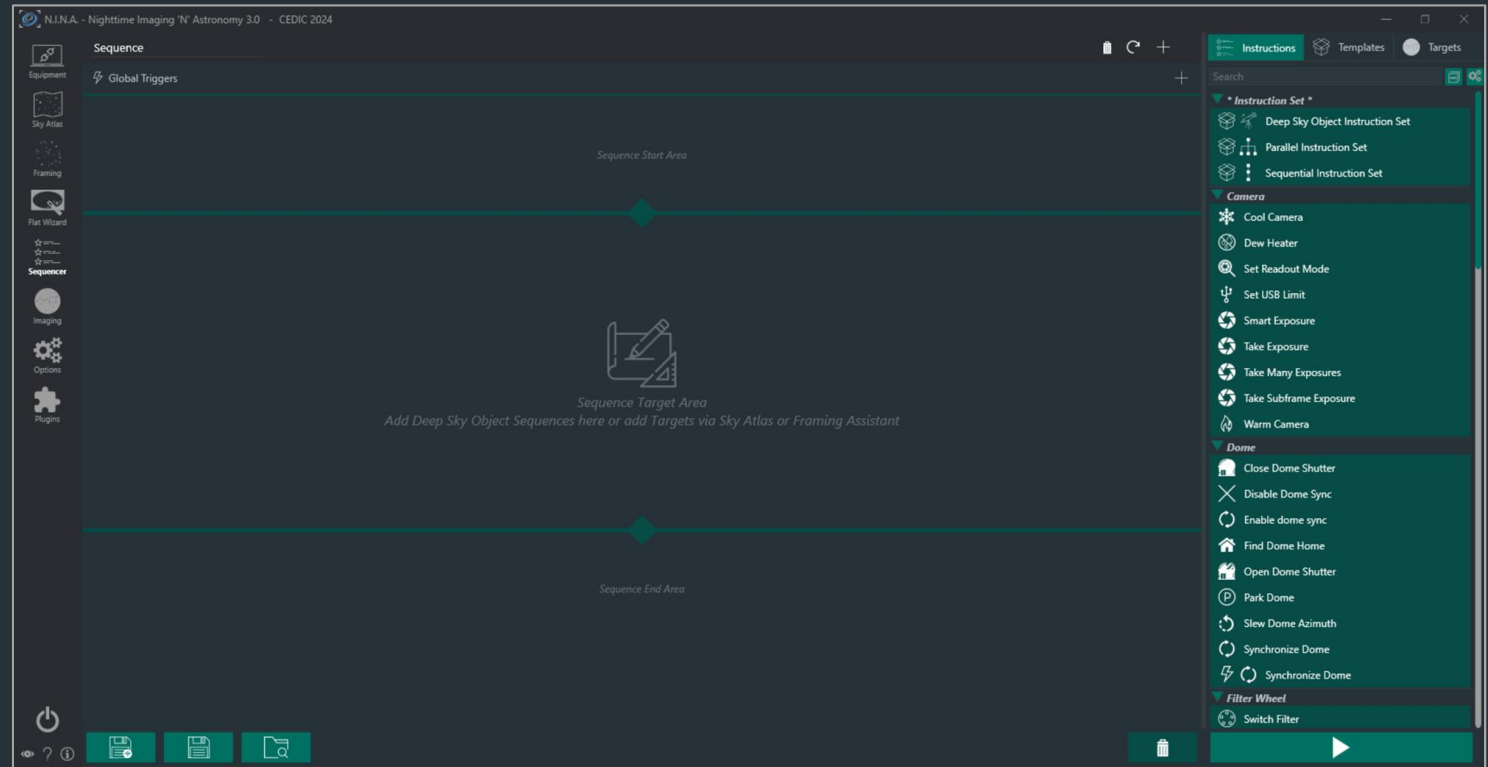 N.I.N.A. - Nighttime Imaging 'N' Astronomy 3.0 - CEDIC 2024
Equipment
Sky Atlas
Framing
Flat Wizard
Sequencer
Imaging
Options
Plugins
Sequence
Global Triggers
Sequence Start Area
Sequence Target Area
Add Deep Sky Object Sequences here or add Targets via Sky Atlas or Framing Assistant
Sequence End Area
Instructions Templates Targets
Search
* Instruction Set *
Deep Sky Object Instruction Set
Parallel Instruction Set
Sequential Instruction Set
Camera
Cool Camera
Dew Heater
Set Readout Mode
Set USB Limit
Smart Exposure
Take Exposure
Take Many Exposures
Take Subframe Exposure
Warm Camera
Dome
Close Dome Shutter
Disable Dome Sync
Enable dome sync
Find Dome Home
Open Dome Shutter
P Park Dome
Slew Dome Azimuth
Synchronize Dome
Synchronize Dome
Filter Wheel
Switch Filter